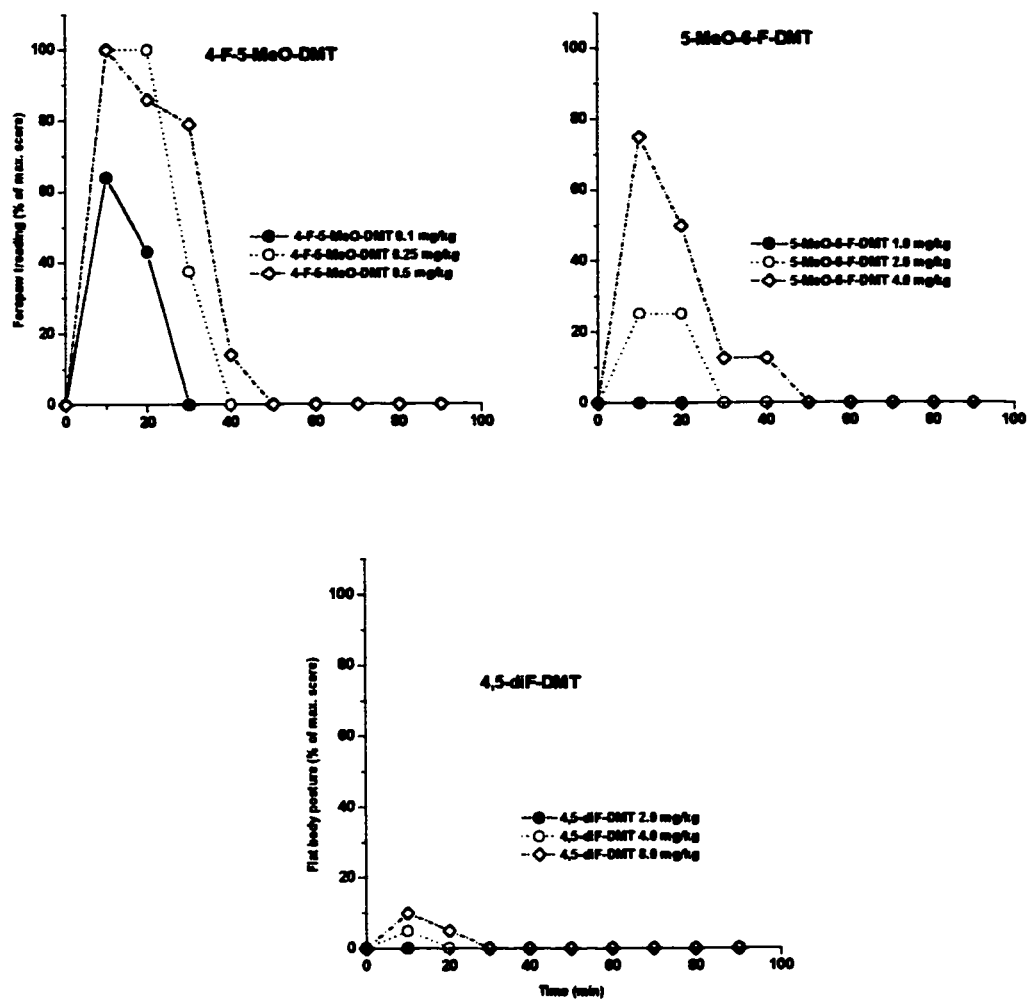 4-F-5-MeO-DMT
Forepaw treading (% of max. score)
100
80
60
40
20
0
4-F-5-MeO-DMT 0.1 mg/kg
4-F-5-MeO-DMT 0.25 mg/kg
4-F-5-MeO-DMT 0.5 mg/kg
0 20 40 60 80 100
5-MeO-6-F-DMT
100
80
60
40
20
0
5-MeO-6-F-DMT 1.0 mg/kg
5-MeO-6-F-DMT 2.0 mg/kg
5-MeO-6-F-DMT 4.0 mg/kg
0 20 40 60 80 100
4,5-diF-DMT
Flat body posture (% of max. score)
100
80
60
40
20
0
4,5-diF-DMT 2.0 mg/kg
4,5-diF-DMT 4.0 mg/kg
4,5-diF-DMT 8.0 mg/kg
0 20 40 60 80 100
Time (min)